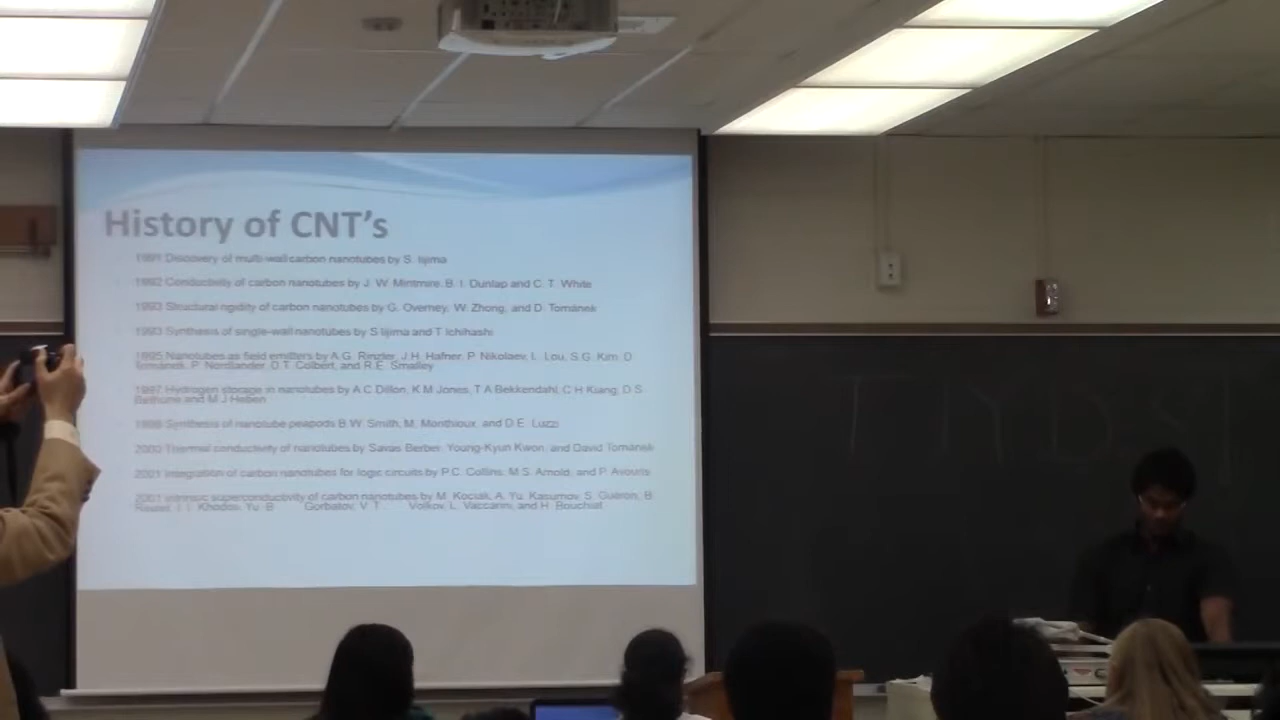 History of CNT's
1991 Discovery of multi-wall carbon nanotubes by S. Iijima
1992 Conductivity of carbon nanotubes by J. W. Mintmire, B. I. Dunlap and C. T. White
1993 Structural rigidity of carbon nanotubes by G. Overney, W. Zhong, and D. Tománek
1993 Synthesis of single-wall nanotubes by S Iijima and T Ichihashi
1995 Nanotubes as field emitters by A.G. Rinzler, J.H. Hafner, P. Nikolaev, L. Lou, S.G. Kim, D.
Tománek, P. Nordlander, D.T. Colbert, and R.E. Smalley
1997 Hydrogen storage in nanotubes by A C Dillon, K M Jones, T A Bekkendahl, C H Kiang, D S
Bethune and M J Heben
1998 Synthesis of nanotube peapods B.W. Smith, M. Monthioux, and D.E. Luzzi
2000 Thermal conductivity of nanotubes by Savas Berber, Young-Kyun Kwon, and David Tománek
2001 Integration of carbon nanotubes for logic circuits by P.C. Collins, M.S. Arnold, and P. Avouris
2001 Intrinsic superconductivity of carbon nanotubes by M. Kociak, A. Yu. Kasumov, S. Guéron, B.
Reulet, I. I. Khodos, Yu. B. Gorbatov, V. T. Volkov, L. Vaccarini, and H. Bouchiat